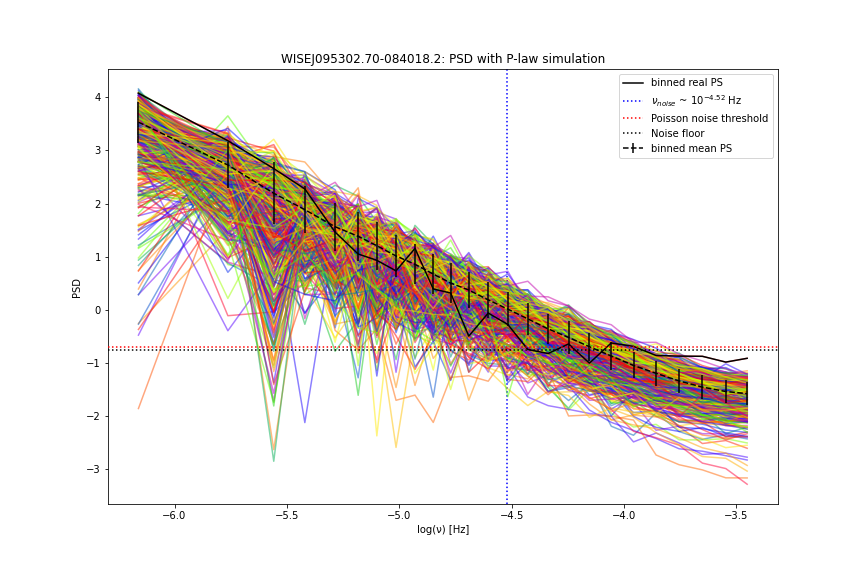 WISEJ095302.70-084018.2: PSD with P-law simulation
binned real PS
ν_noise ~ 10^−4.52 Hz
Poisson noise threshold
Noise floor
binned mean PS
PSD
4
3
2
1
0
−1
−2
−3
−6.0 −5.5 −5.0 −4.5 −4.0 −3.5
log(ν) [Hz]